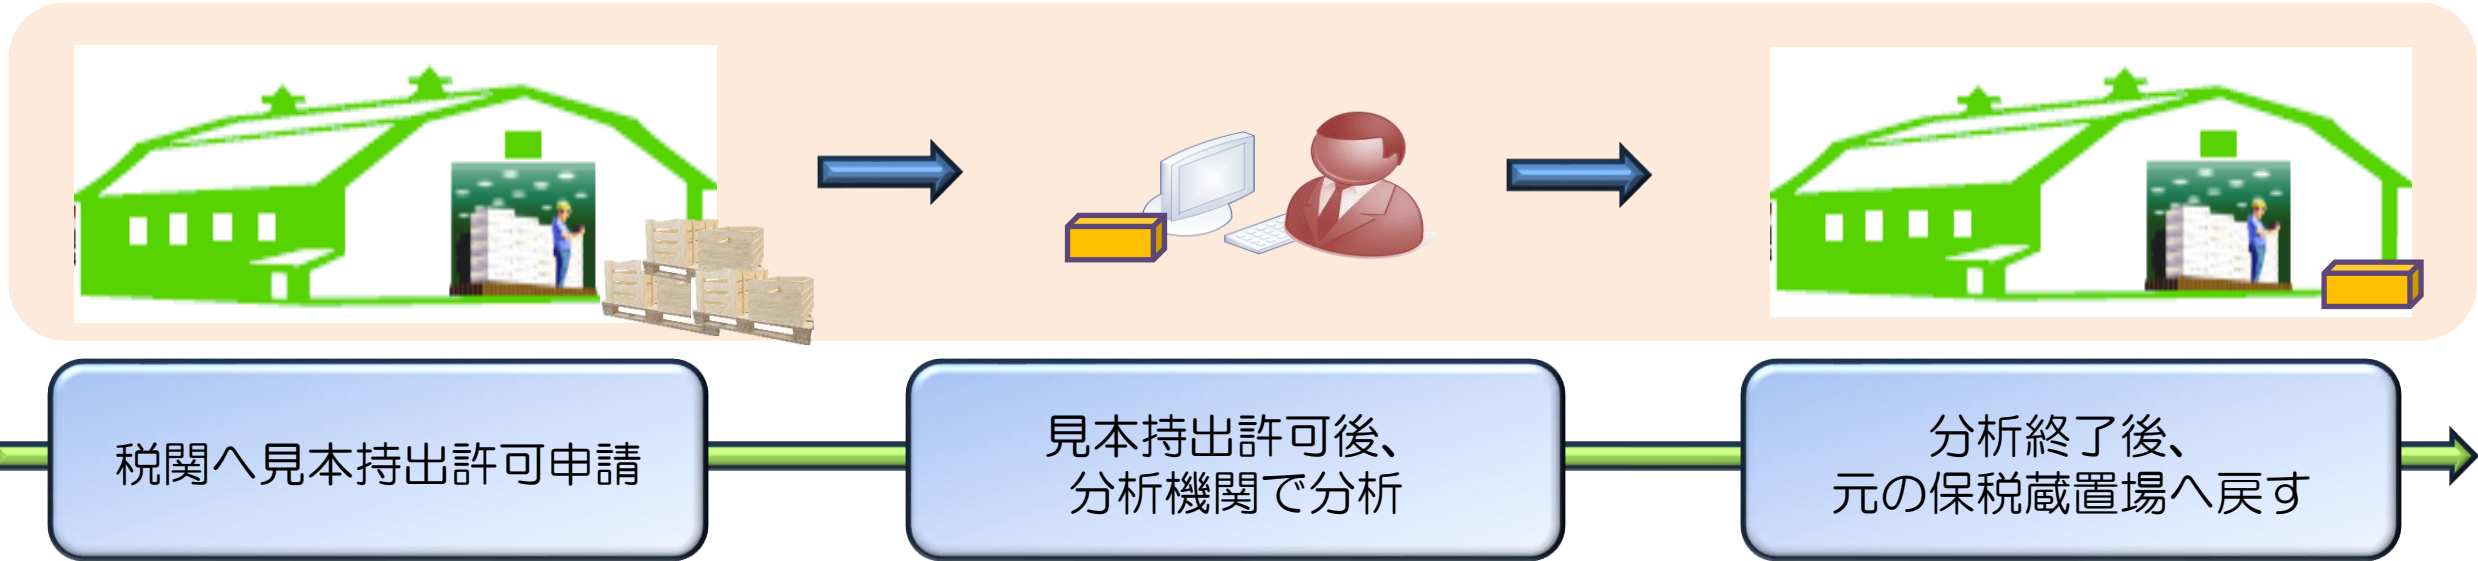 税関へ見本持出許可申請
見本持出許可後、
分析機関で分析
分析終了後、
元の保税蔵置場へ戻す